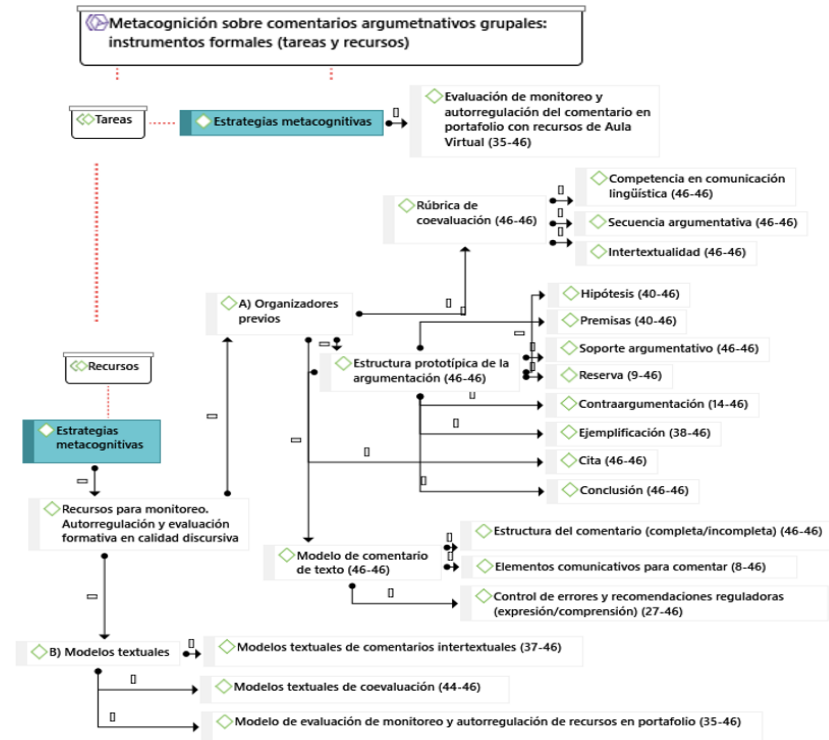 Metacognición sobre comentarios argumetnativos grupales:
instrumentos formales (tareas y recursos)
Tareas
Estrategias metacognitivas
Evaluación de monitoreo y
autorregulación del comentario en
portafolio con recursos de Aula
Virtual (35-46)
Rúbrica de
coevaluación (46-46)
Competencia en comunicación
lingüística (46-46)
Secuencia argumentativa (46-46)
Intertextualidad (46-46)
A) Organizadores
previos
Estructura prototípica de la
argumentación (46-46)
Hipótesis (40-46)
Premisas (40-46)
Soporte argumentativo (46-46)
Reserva (9-46)
Contraargumentación (14-46)
Ejemplificación (38-46)
Cita (46-46)
Conclusión (46-46)
Recursos
Estrategias
metacognitivas
Recursos para monitoreo.
Autorregulación y evaluación
formativa en calidad discursiva
Modelo de comentario
de texto (46-46)
Estructura del comentario (completa/incompleta) (46-46)
Elementos comunicativos para comentar (8-46)
Control de errores y recomendaciones reguladoras
(expresión/comprensión) (27-46)
B) Modelos textuales
Modelos textuales de comentarios intertextuales (37-46)
Modelos textuales de coevaluación (44-46)
Modelo de evaluación de monitoreo y autorregulación de recursos en portafolio (35-46)